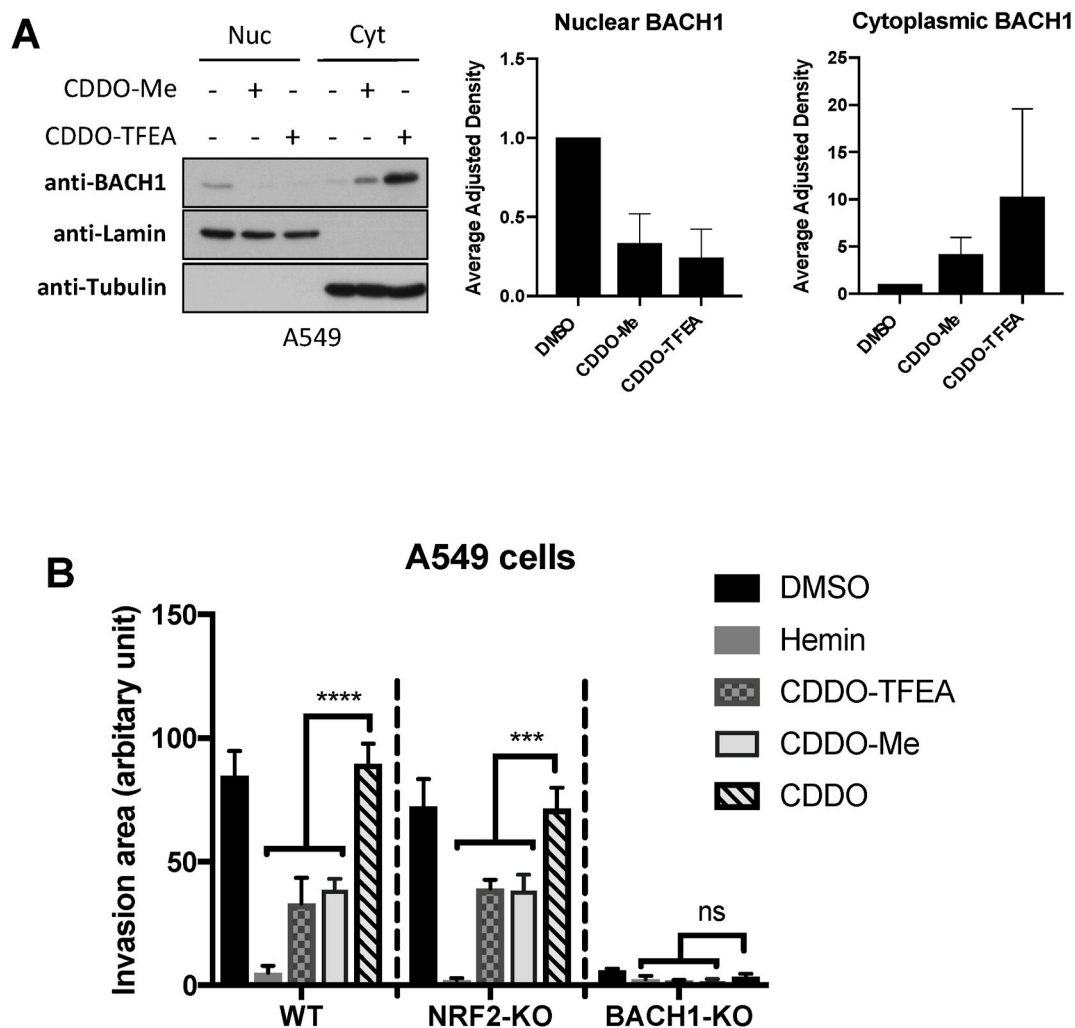 A
Nuc Cyt
CDDO-Me - + - - + -
CDDO-TFEA - - + - - +
anti-BACH1
anti-Lamin
anti-Tubulin
A549
Nuclear BACH1
Average Adjusted Density
1.5
1.0
0.5
0.0
DMSO
CDDO-Me
CDDO-TFEA
Cytoplasmic BACH1
Average Adjusted Density
25
20
15
10
5
0
DMSO
CDDO-Me
CDDO-TFEA
B
A549 cells
Invasion area (arbitary unit)
150
100
50
0
****
***
ns
WT NRF2-KO BACH1-KO
DMSO
Hemin
CDDO-TFEA
CDDO-Me
CDDO